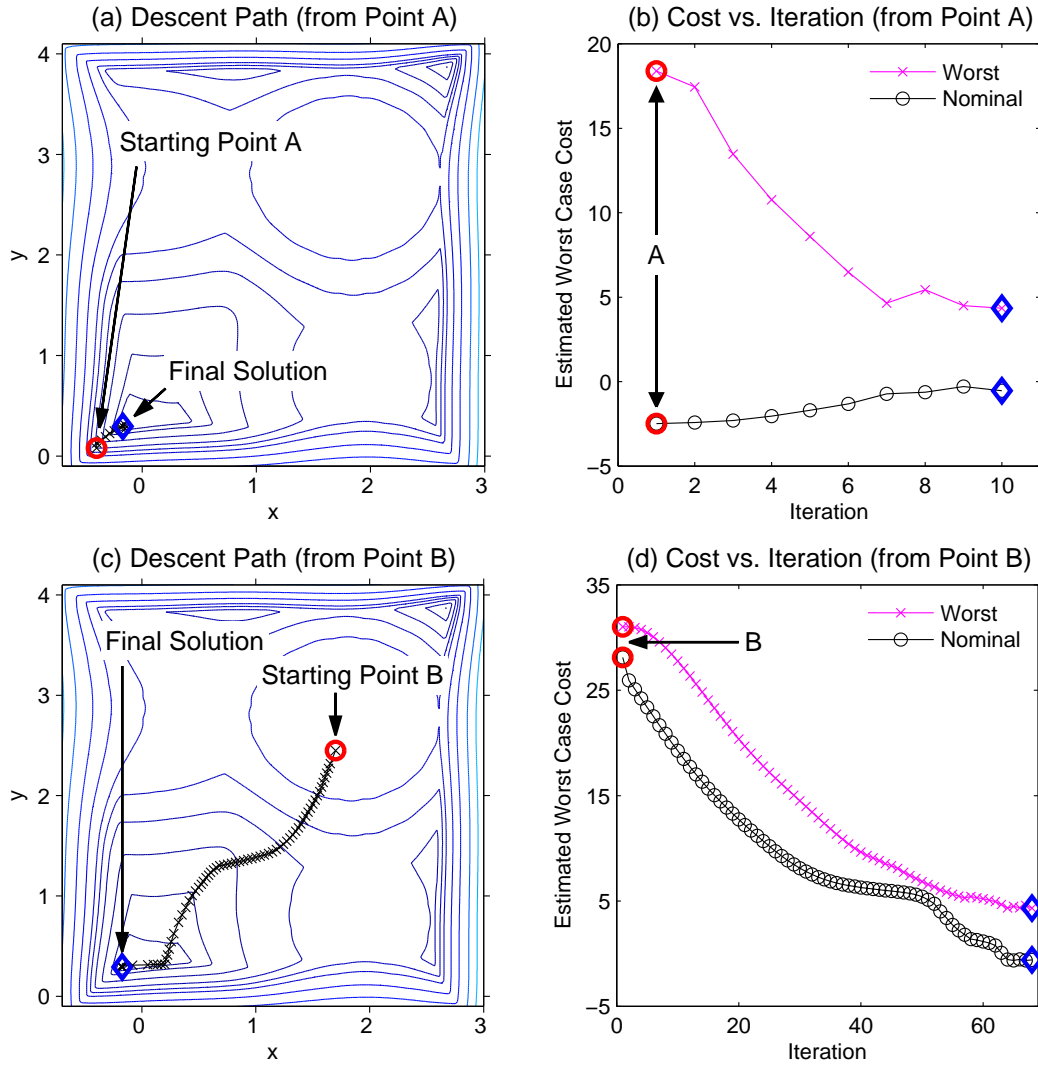 (a) Descent Path (from Point A)
4
3
2
1
0
y
0
1
2
3
x
Starting Point A
Final Solution
(b) Cost vs. Iteration (from Point A)
20
15
10
5
0
−5
Estimated Worst Case Cost
0
2
4
6
8
10
Iteration
Worst
Nominal
A
(c) Descent Path (from Point B)
4
3
2
1
0
y
0
1
2
3
x
Final Solution
Starting Point B
(d) Cost vs. Iteration (from Point B)
35
25
15
5
−5
Estimated Worst Case Cost
0
20
40
60
Iteration
Worst
Nominal
B